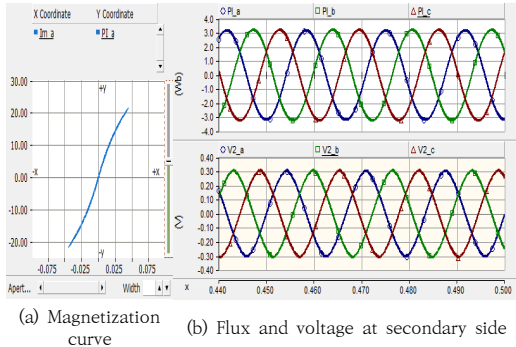 X Coordinate Y Coordinate
Im_a PI_a
30.00
20.00
10.00
0.00
-10.00
-20.00
+y
-x
+x
-y
-0.075 -0.025 0.025 0.075
Apert... Width
(a) Magnetization
curve
PI_a PI_b PI_c
(Wb)
4.0
3.0
2.0
1.0
0.0
-1.0
-2.0
-3.0
-4.0
V2_a V2_b V2_c
(V)
0.40
0.30
0.20
0.10
0.00
-0.10
-0.20
-0.30
-0.40
x 0.440 0.450 0.460 0.470 0.480 0.490 0.500
(b) Flux and voltage at secondary side